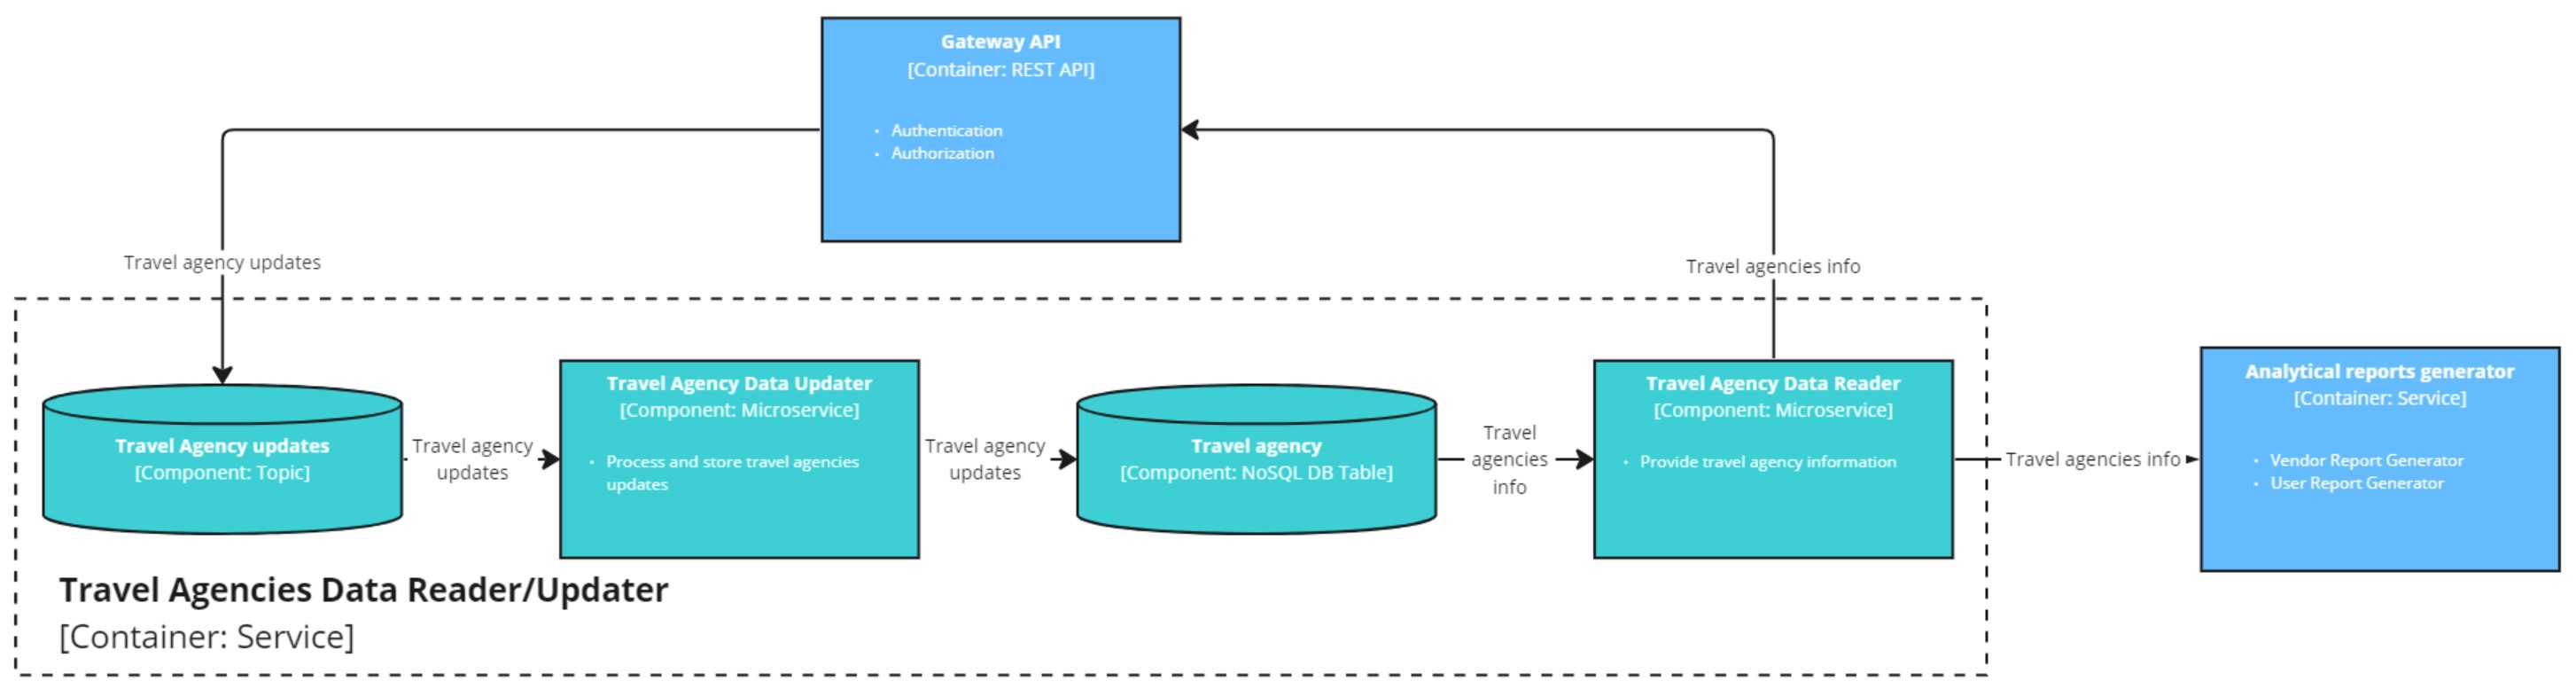 Gateway API
[Container: REST API]
• Authentication
• Authorization
Travel agency updates
Travel agencies info
Travel Agency updates
[Component: Topic]
Travel agency
updates
Travel Agency Data Updater
[Component: Microservice]
• Process and store travel agencies
updates
Travel agency
updates
Travel agency
[Component: NoSQL DB Table]
Travel
agencies
info
Travel Agency Data Reader
[Component: Microservice]
• Provide travel agency information
Travel agencies info
Analytical reports generator
[Container: Service]
• Vendor Report Generator
• User Report Generator
Travel Agencies Data Reader/Updater
[Container: Service]